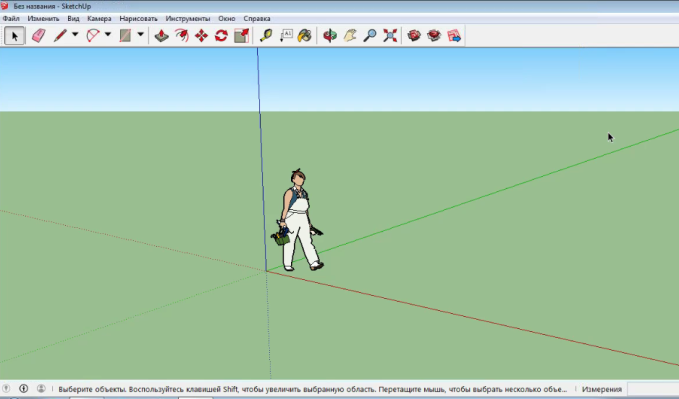 Без названия - SketchUp
Файл Изменить Вид Камера Нарисовать Инструменты Окно Справка
A1
Выберите объекты. Воспользуйтесь клавишей Shift, чтобы увеличить выбранную область. Перетащите мышь, чтобы выбрать несколько объе... Измерения